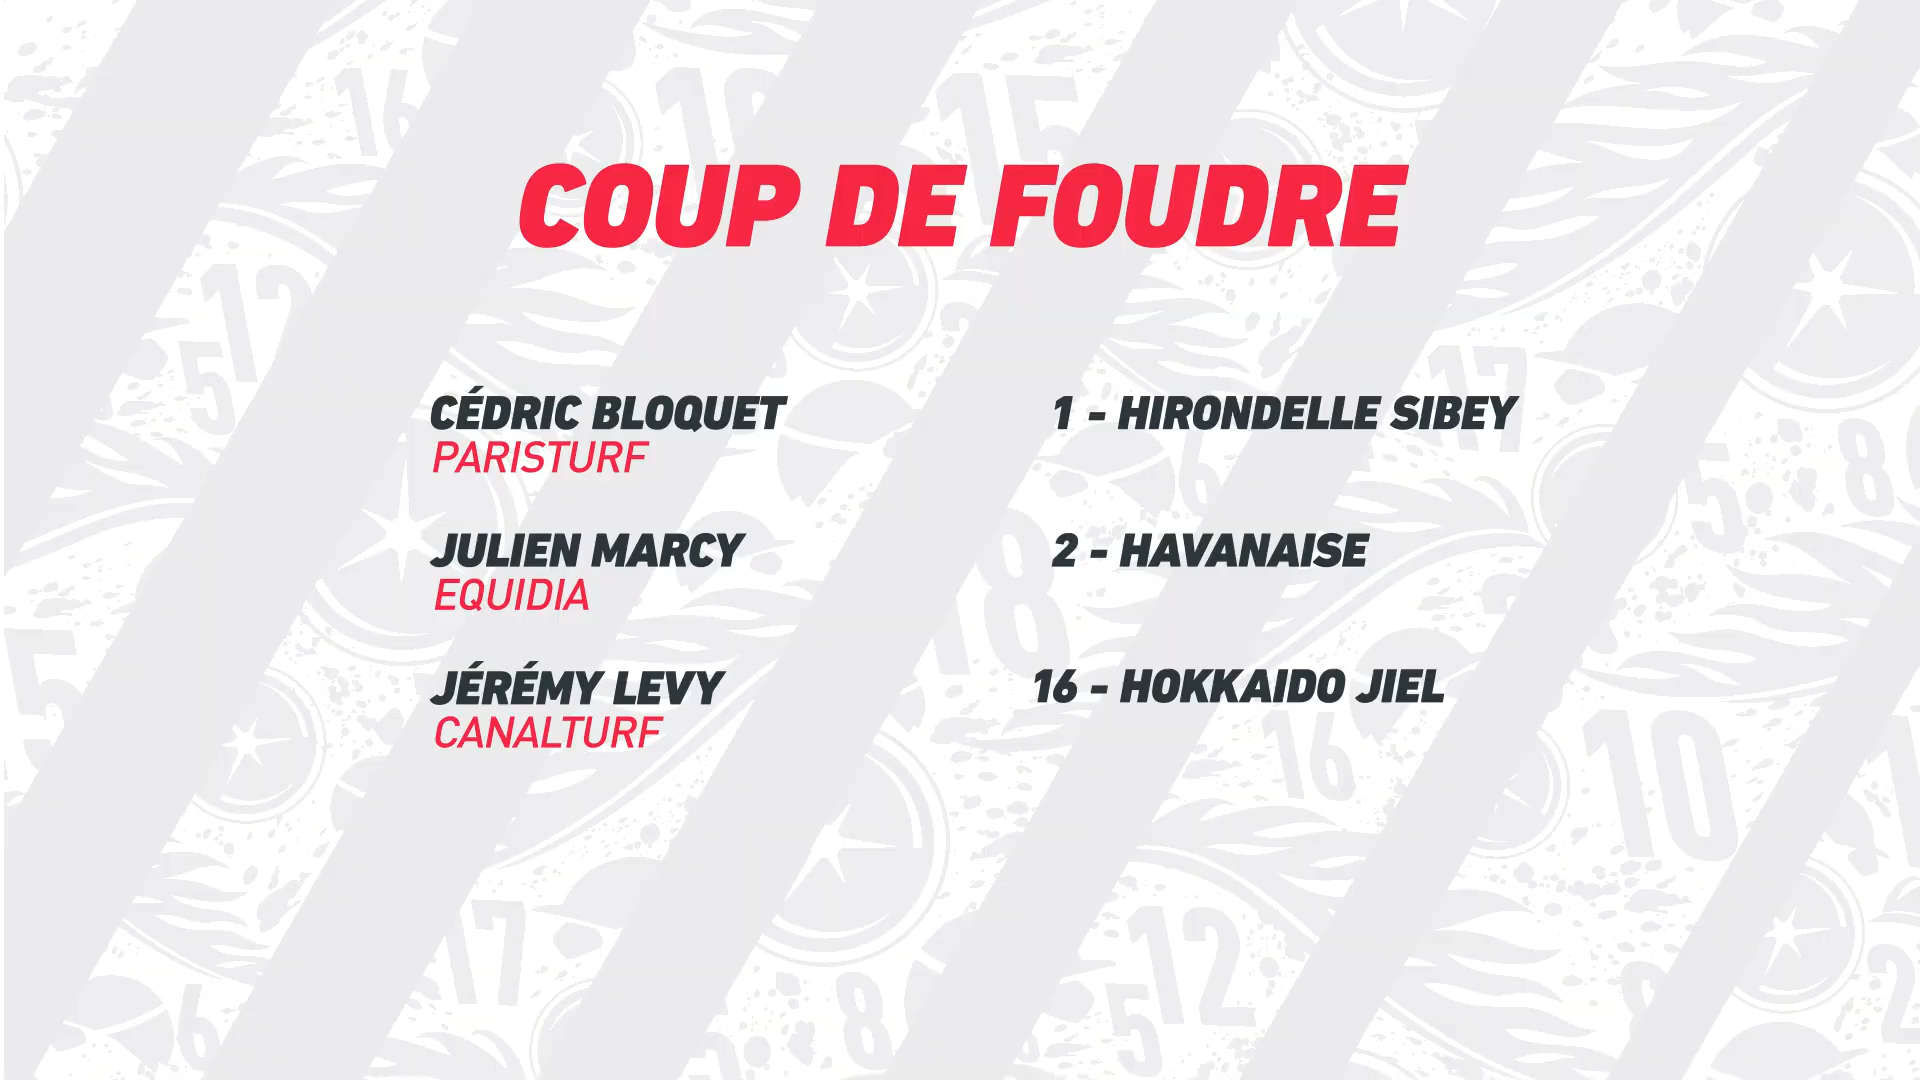 COUP DE FOUDRE
CÉDRIC BLOQUET
PARISTURF
1 - HIRONDELLE SIBEY
JULIEN MARCY
EQUIDIA
2 - HAVANAISE
JÉRÉMY LEVY
CANALTURF
16 - HOKKAIDO JIEL